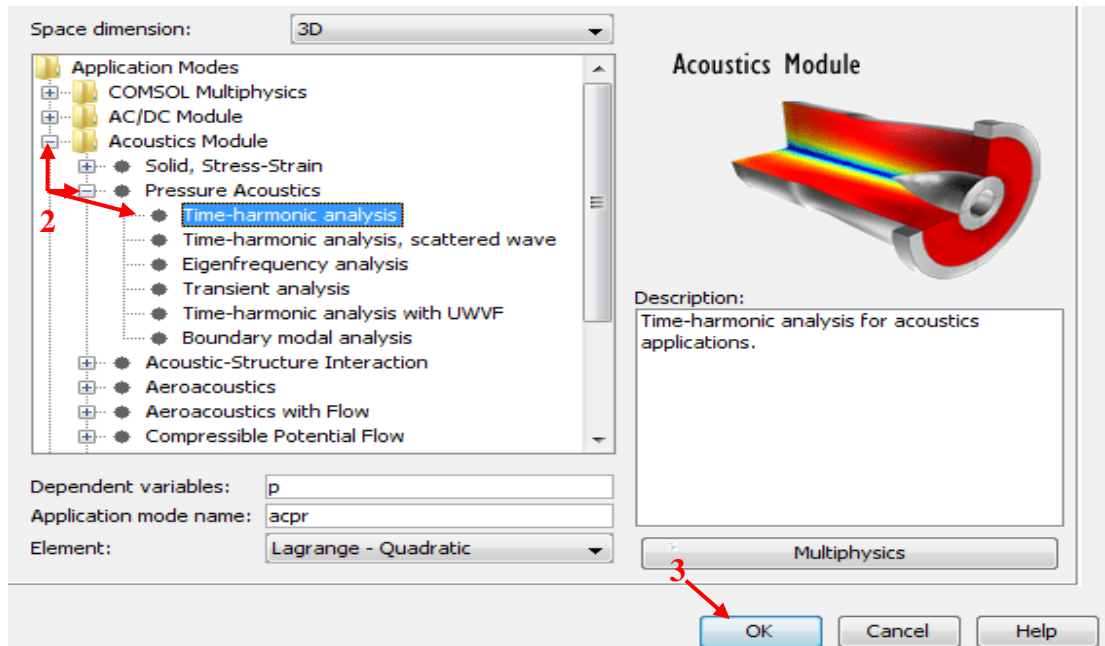 Space dimension: 3D
Application Modes
COMSOL Multiphysics
AC/DC Module
Acoustics Module
Solid, Stress-Strain
Pressure Acoustics
2
Time-harmonic analysis
Time-harmonic analysis, scattered wave
Eigenfrequency analysis
Transient analysis
Time-harmonic analysis with UWVF
Boundary modal analysis
Acoustic-Structure Interaction
Aeroacoustics
Aeroacoustics with Flow
Compressible Potential Flow
Dependent variables: p
Application mode name: acpr
Element: Lagrange - Quadratic
Acoustics Module
Description:
Time-harmonic analysis for acoustics
applications.
Multiphysics
3
OK Cancel Help